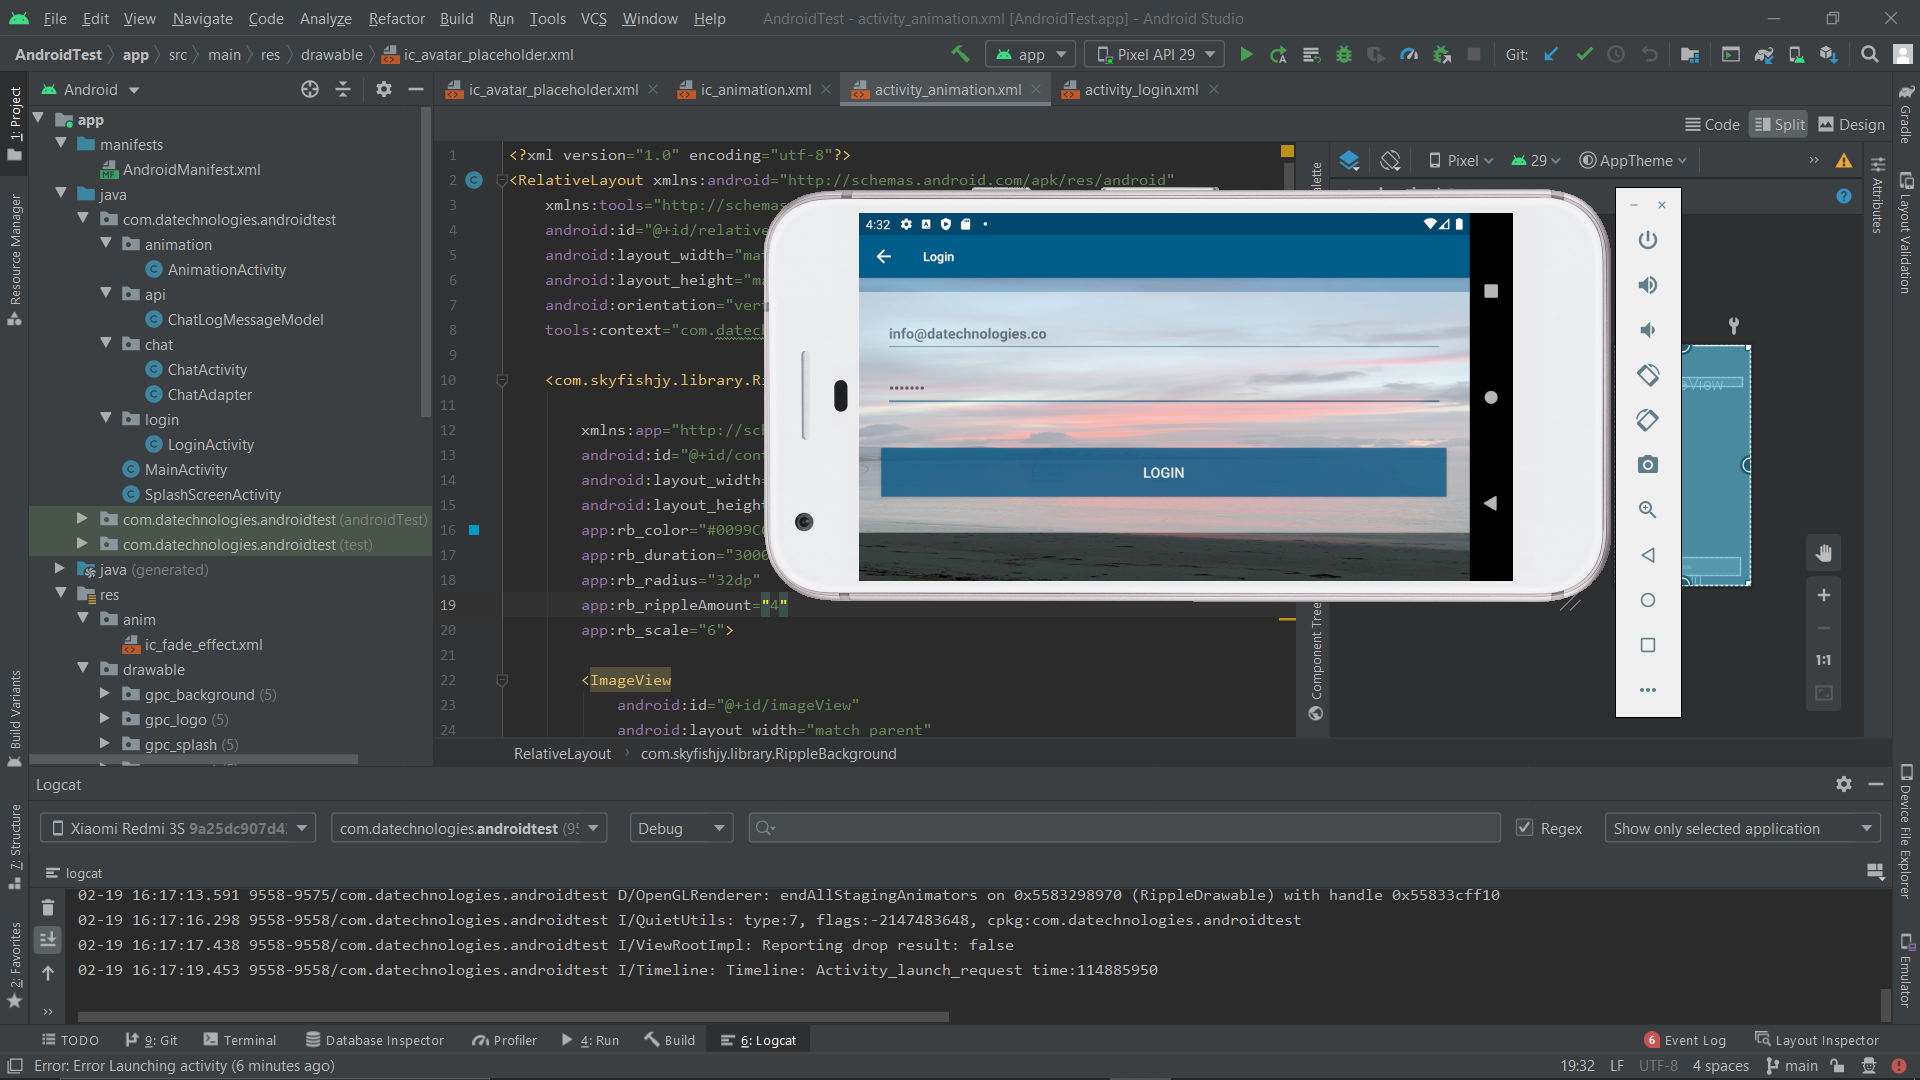 File Edit View Navigate Code Analyze Refactor Build Run Tools VCS Window Help AndroidTest - activity_animation.xml [AndroidTest.app] - Android Studio
AndroidTest app src main res drawable ic_avatar_placeholder.xml app Pixel API 29 Git:
Android
ic_avatar_placeholder.xml ic_animation.xml activity_animation.xml activity_login.xml
Code Split Design
Pixel 29 AppTheme
1: Project
Resource Manager
Build Variants
7: Structure
2: Favorites
app
manifests
AndroidManifest.xml
java
com.datechnologies.androidtest
animation
AnimationActivity
api
ChatLogMessageModel
chat
ChatActivity
ChatAdapter
login
LoginActivity
MainActivity
SplashScreenActivity
com.datechnologies.androidtest (androidTest)
com.datechnologies.androidtest (test)
java (generated)
res
anim
ic_fade_effect.xml
drawable
gpc_background (5)
gpc_logo (5)
gpc_splash (5)
1 <?xml version="1.0" encoding="utf-8"?>
2 <RelativeLayout xmlns:android="http://schemas.android.com/apk/res/android"
3 xmlns:tools="http://schemas
4 android:id="@+id/relative
5 android:layout_width="mat
6 android:layout_height="ma
7 android:orientation="vert
8 tools:context="com.datech
9
10 <com.skyfishjy.library.Ri
11
12 xmlns:app="http://sch
13 android:id="@+id/cont
14 android:layout_width=
15 android:layout_height
16 app:rb_color="#0099CC
17 app:rb_duration="3000
18 app:rb_radius="32dp"
19 app:rb_rippleAmount="4"
20 app:rb_scale="6">
21
22 <ImageView
23 android:id="@+id/imageView"
24 android:layout_width="match_parent"
RelativeLayout com.skyfishjy.library.RippleBackground
4:32
Login
info@datechnologies.co
•••••••
LOGIN
alette
Component Tree
1:1
Gradle
Attributes
Layout Validation
Device File Explorer
Emulator
Logcat
Xiaomi Redmi 3S 9a25dc907d4 com.datechnologies.androidtest (95 Debug Regex Show only selected application
logcat
02-19 16:17:13.591 9558-9575/com.datechnologies.androidtest D/OpenGLRenderer: endAllStagingAnimators on 0x5583298970 (RippleDrawable) with handle 0x55833cff10
02-19 16:17:16.298 9558-9558/com.datechnologies.androidtest I/QuietUtils: type:7, flags:-2147483648, cpkg:com.datechnologies.androidtest
02-19 16:17:17.438 9558-9558/com.datechnologies.androidtest I/ViewRootImpl: Reporting drop result: false
02-19 16:17:19.453 9558-9558/com.datechnologies.androidtest I/Timeline: Timeline: Activity_launch_request time:114885950
TODO 9: Git Terminal Database Inspector Profiler 4: Run Build 6: Logcat 6 Event Log Layout Inspector
Error: Error Launching activity (6 minutes ago) 19:32 LF UTF-8 4 spaces main